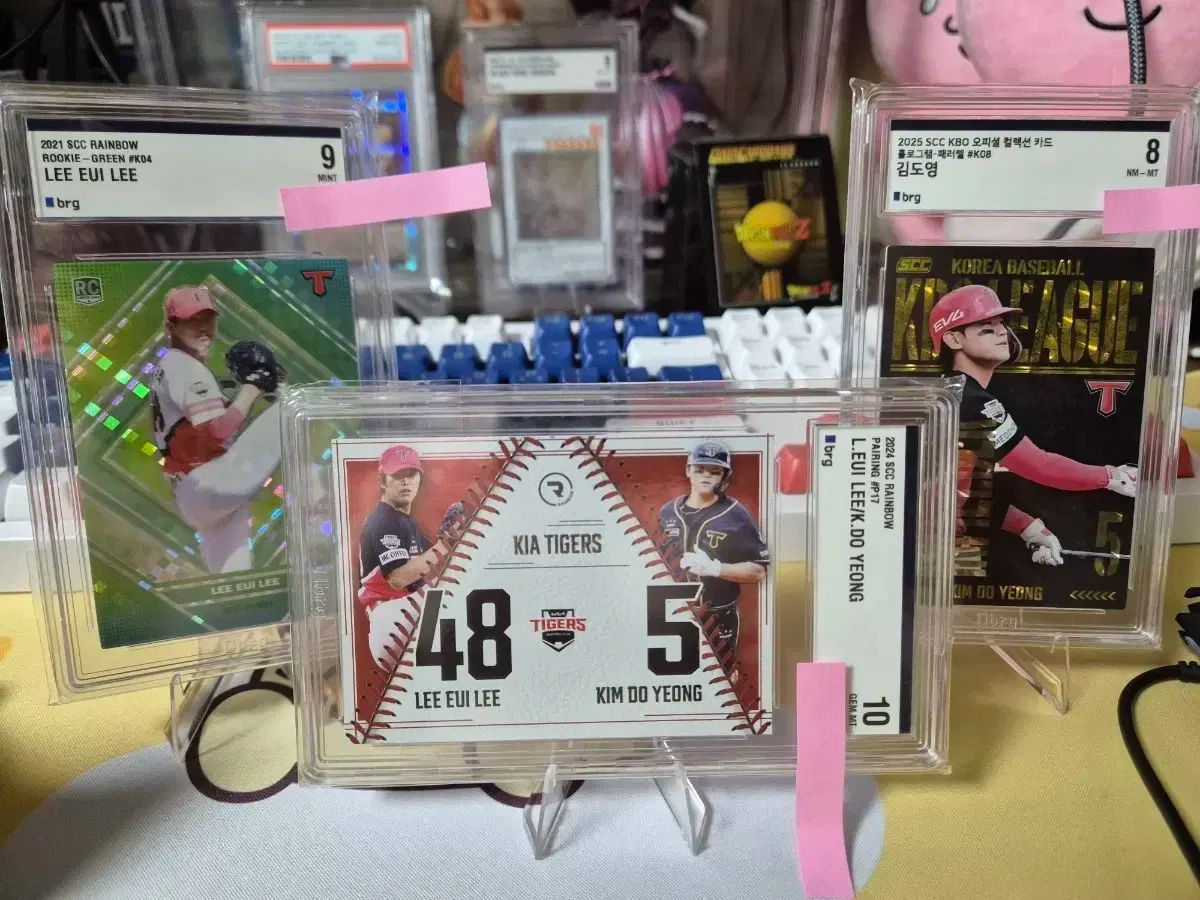 2021 SCC RAINBOW
ROOKIE-GREEN #K04
LEE EUI LEE
9
MINT
brg
RC
T
LEE EUI LEE
2025 SCC KBO 오피셜 컬렉션 카드
홀로그램-패러렐 #K08
김도영
8
NM-MT
brg
SCC
KOREA BASEBALL
KBO LEAGUE
EVG
T
5
KIM DO YEONG
brg
R
KIA TIGERS
48
TIGERS
5
LEE EUI LEE
KIM DO YEONG
2024 SCC RAINBOW
PAIRING #P17
L.EUI LEE/K.DO YEONG
brg
10
GEM MT